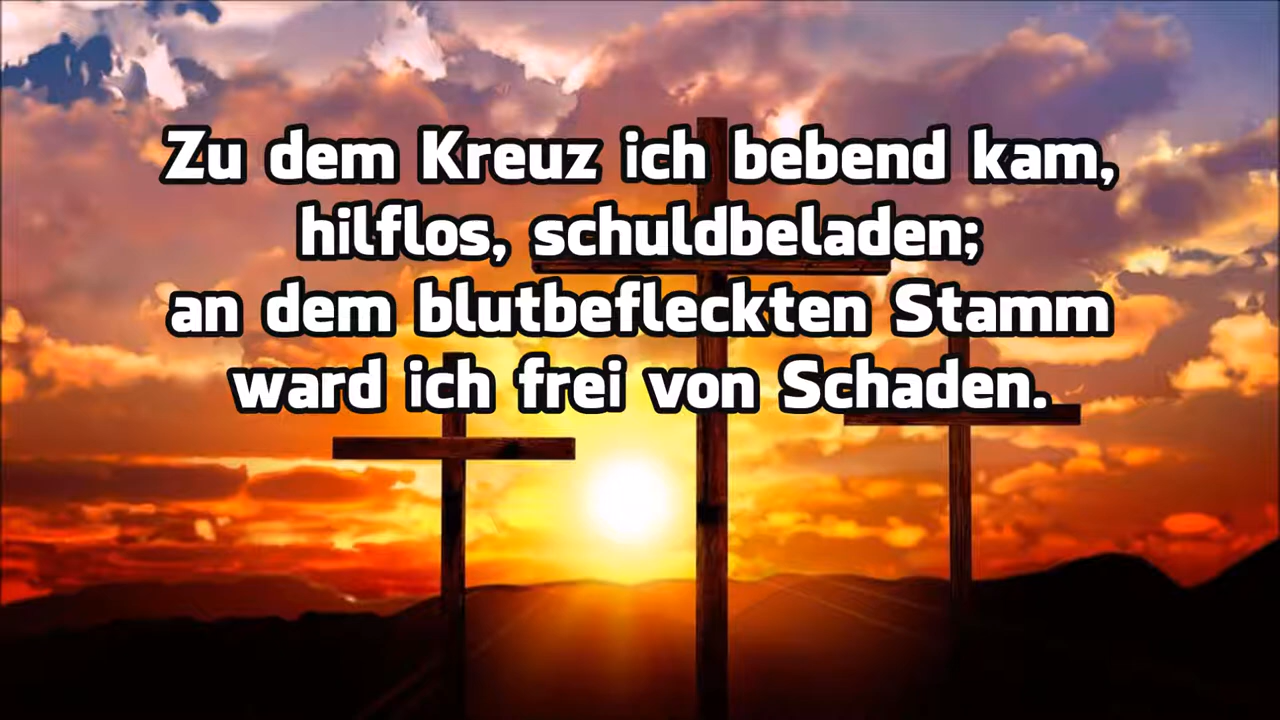 Zu dem Kreuz ich bebend kam,
hilflos, schuldbeladen;
an dem blutbefleckten Stamm
ward ich frei von Schaden.